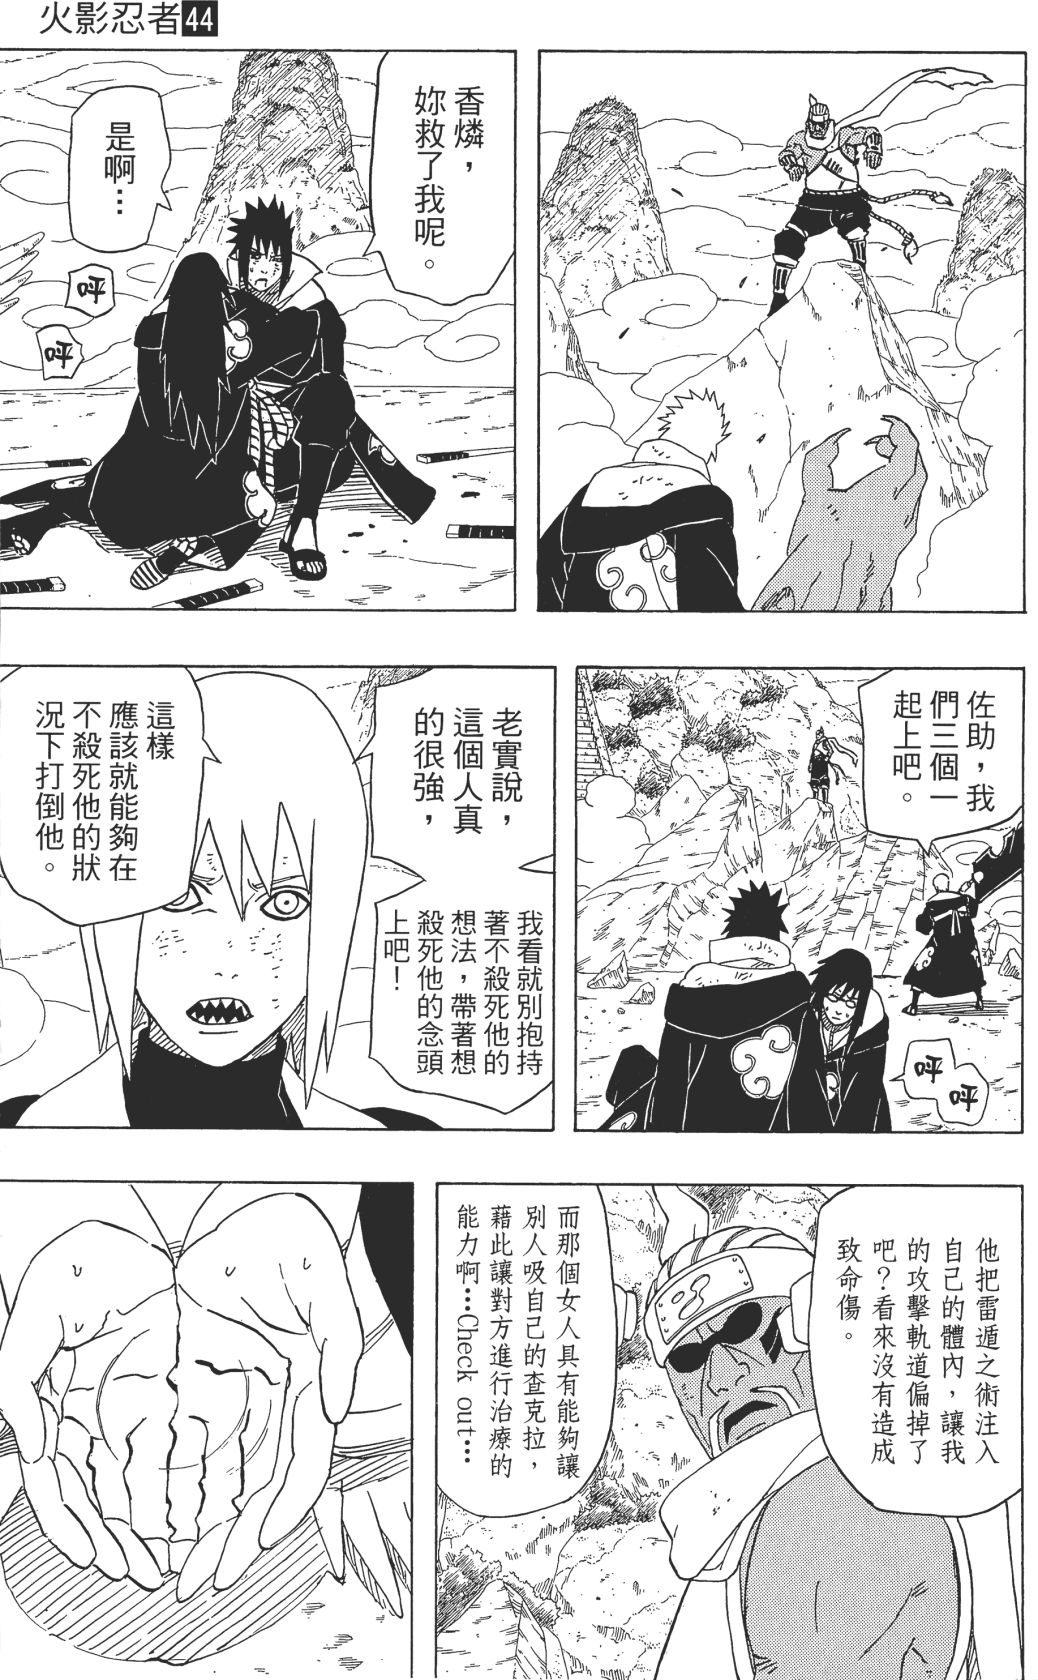 火影忍者44
香燐，
妳救了我呢。
是啊…
呼
呼
佐助，我
們三個一
起上吧。
呼
呼
老實說，
這個人真
的很強，
我看就別抱持
著不殺死他的
想法，帶著想
殺死他的念頭
上吧！
這樣
應該就能夠在
不殺死他的狀
況下打倒他。
他把雷遁之術注入
自己的體內，讓我
的攻擊軌道偏掉了
吧？看來沒有造成
致命傷。
而那個女人具有能夠讓
別人吸自己的查克拉，
藉此讓對方進行治療的
能力啊…Check out…